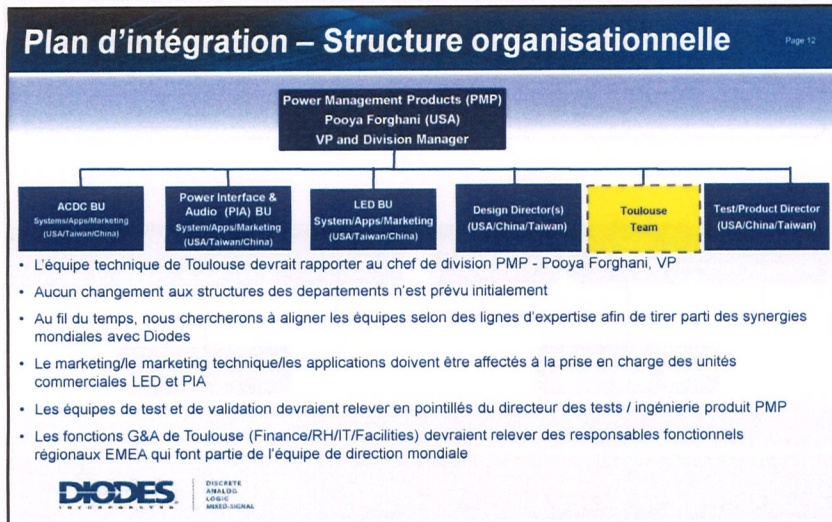 Plan d'intégration – Structure organisationnelle
Page 12
Power Management Products (PMP)
Pooya Forghani (USA)
VP and Division Manager
ACDC BU
Systems/Apps/Marketing
(USA/Taiwan/China)
Power Interface &
Audio (PIA) BU
System/Apps/Marketing
(USA/Taiwan/China)
LED BU
System/Apps/Marketing
(USA/Taiwan/China)
Design Director(s)
(USA/China/Taiwan)
Toulouse
Team
Test/Product Director
(USA/China/Taiwan)
• L'équipe technique de Toulouse devrait rapporter au chef de division PMP - Pooya Forghani, VP
• Aucun changement aux structures des departements n'est prévu initialement
• Au fil du temps, nous chercherons à aligner les équipes selon des lignes d'expertise afin de tirer parti des synergies
mondiales avec Diodes
• Le marketing/le marketing technique/les applications doivent être affectés à la prise en charge des unités
commerciales LED et PIA
• Les équipes de test et de validation devraient relever en pointillés du directeur des tests / ingénierie produit PMP
• Les fonctions G&A de Toulouse (Finance/RH/IT/Facilities) devraient relever des responsables fonctionnels
régionaux EMEA qui font partie de l'équipe de direction mondiale
DIODES
INCORPORATED
DISCRETE
ANALOG
LOGIC
MIXED-SIGNAL